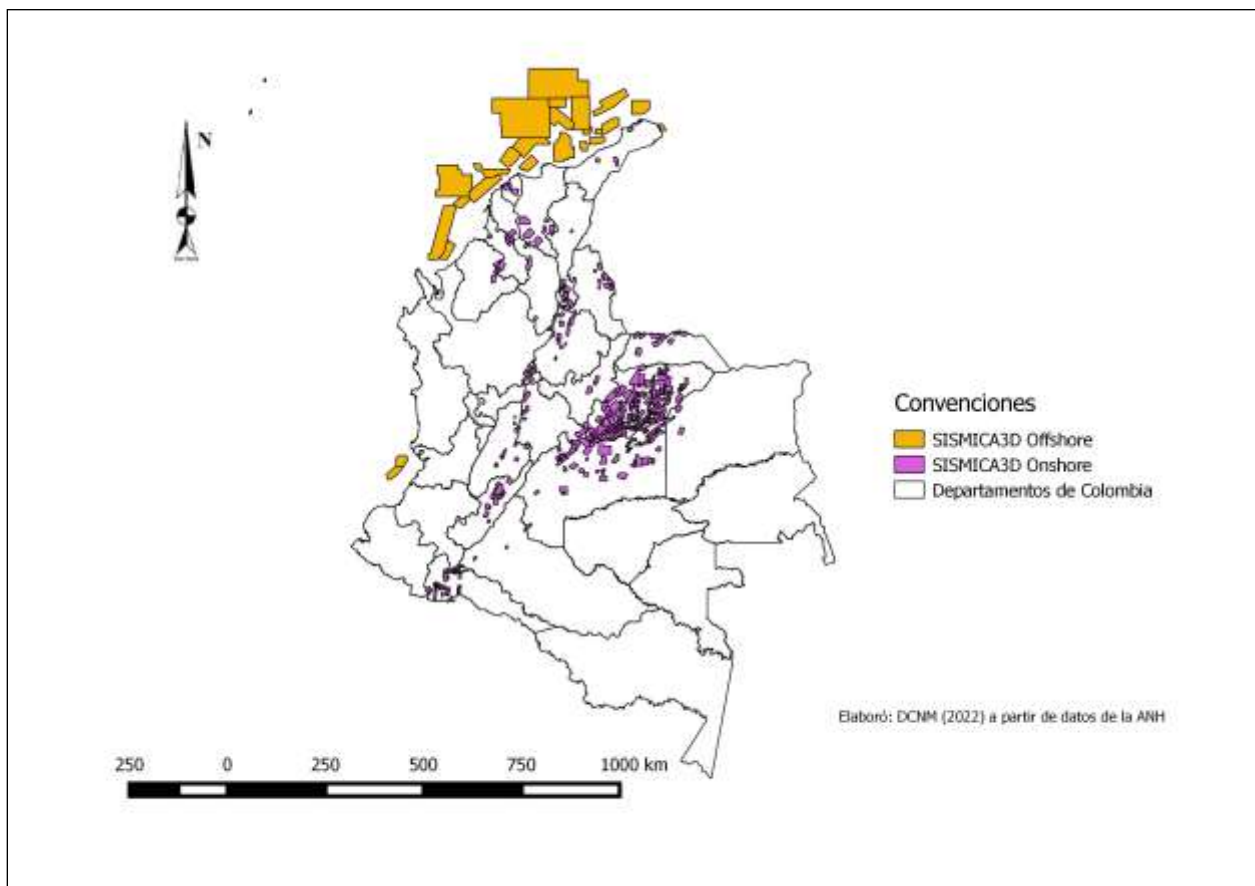 N
Convenciones
SISMICA3D Offshore
SISMICA3D Onshore
Departamentos de Colombia
Elaboró: DCNM (2022) a partir de datos de la ANH
250 0 250 500 750 1000 km